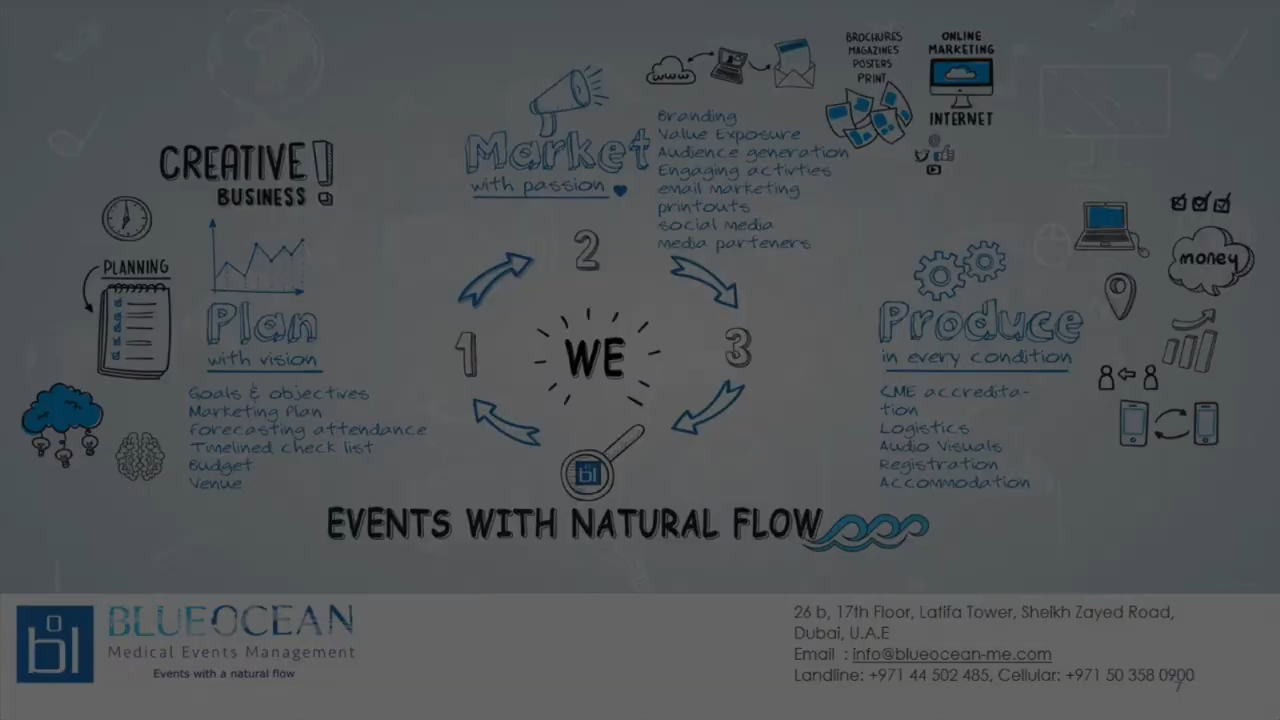 CREATIVE
BUSINESS !
PLANNING
Plan
with vision
Goals & objectives
Marketing Plan
Forecasting attendance
Timelined check list
Budget
Venue
1
Market
with passion
www
Branding
Value Exposure
Audience generation
Engaging activties
email marketing
printouts
social media
media parteners
BROCHURES
MAGAZINES
POSTERS
PRINT
ONLINE
MARKETING
INTERNET
@
2
WE
3
bl
Produce
in every condition
CME accredita-
tion
Logistics
Audio Visuals
Registration
Accommodation
money
EVENTS WITH NATURAL FLOW
bl
BLUEOCEAN
Medical Events Management
Events with a natural flow
26 b, 17th Floor, Latifa Tower, Sheikh Zayed Road,
Dubai, U.A.E
Email : info@blueocean-me.com
Landline: +971 44 502 485, Cellular: +971 50 358 0900